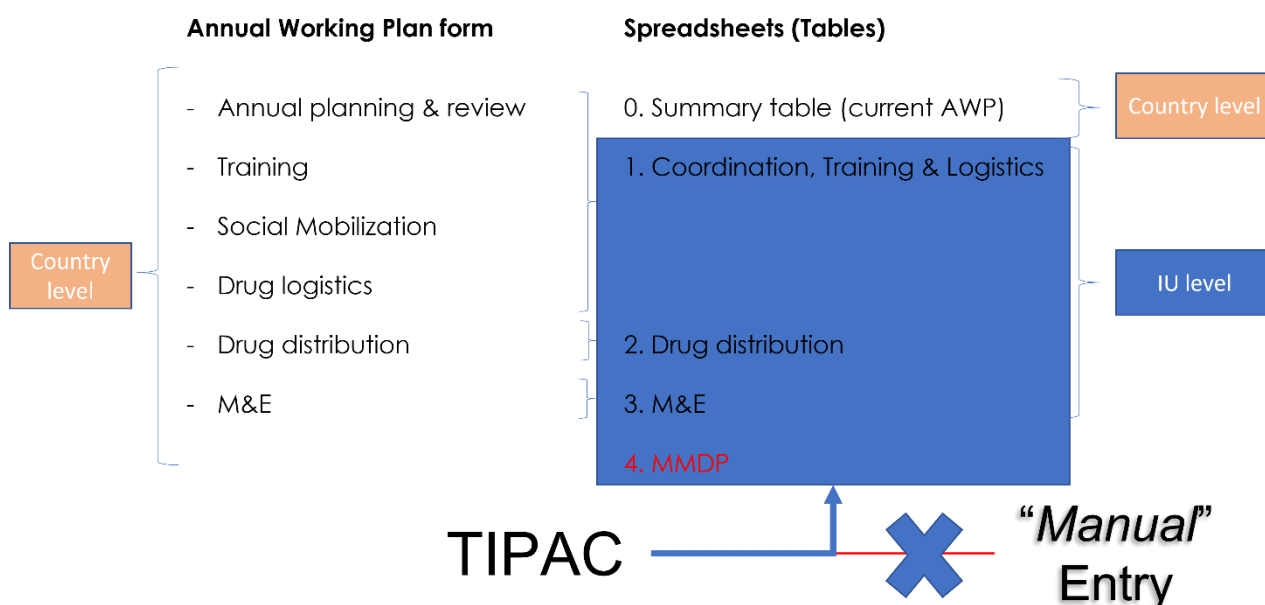 Annual Working Plan form
Spreadsheets (Tables)
- Annual planning & review
0. Summary table (current AWP)
Country level
- Training
1. Coordination, Training & Logistics
- Social Mobilization
Country
level
- Drug logistics
IU level
- Drug distribution
2. Drug distribution
- M&E
3. M&E
4. MMDP
TIPAC
“Manual”
Entry